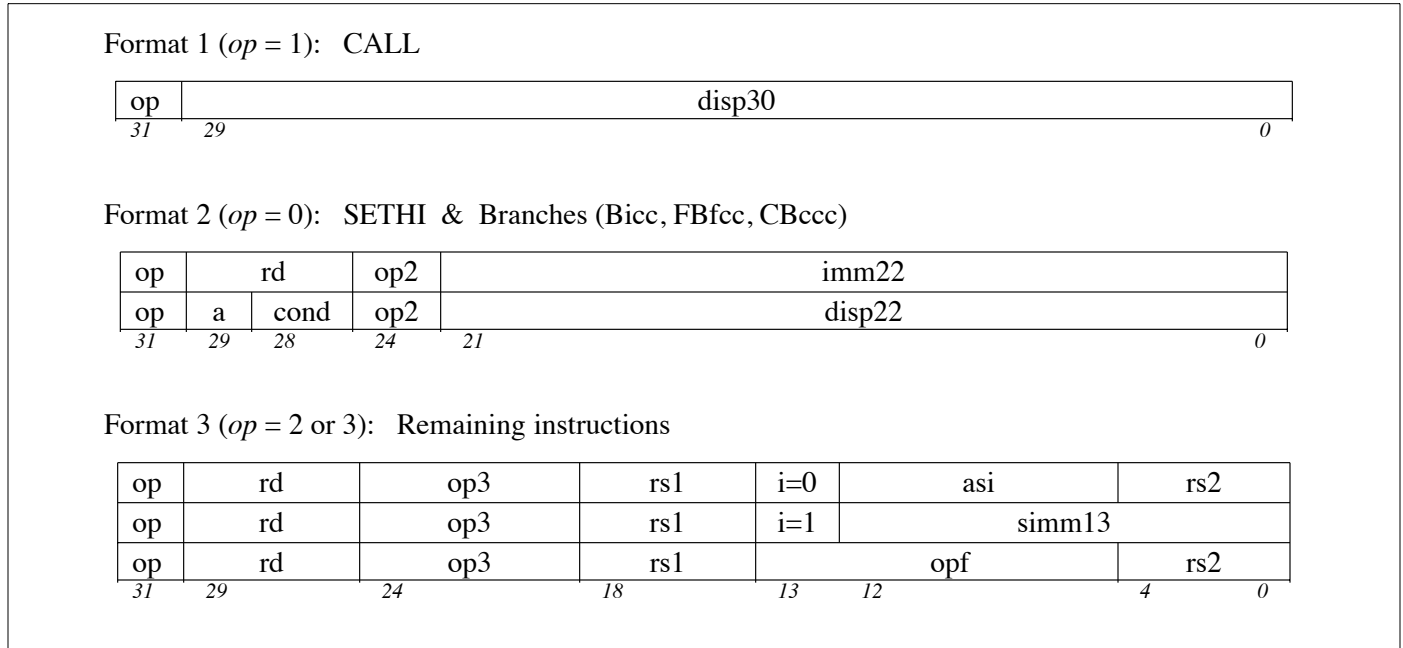 Format 1 (op = 1): CALL
op disp30
31 29 0
Format 2 (op = 0): SETHI & Branches (Bicc, FBfcc, CBccc)
op rd op2 imm22
op a cond op2 disp22
31 29 28 24 21 0
Format 3 (op = 2 or 3): Remaining instructions
op rd op3 rs1 i=0 asi rs2
op rd op3 rs1 i=1 simm13
op rd op3 rs1 opf rs2
31 29 24 18 13 12 4 0